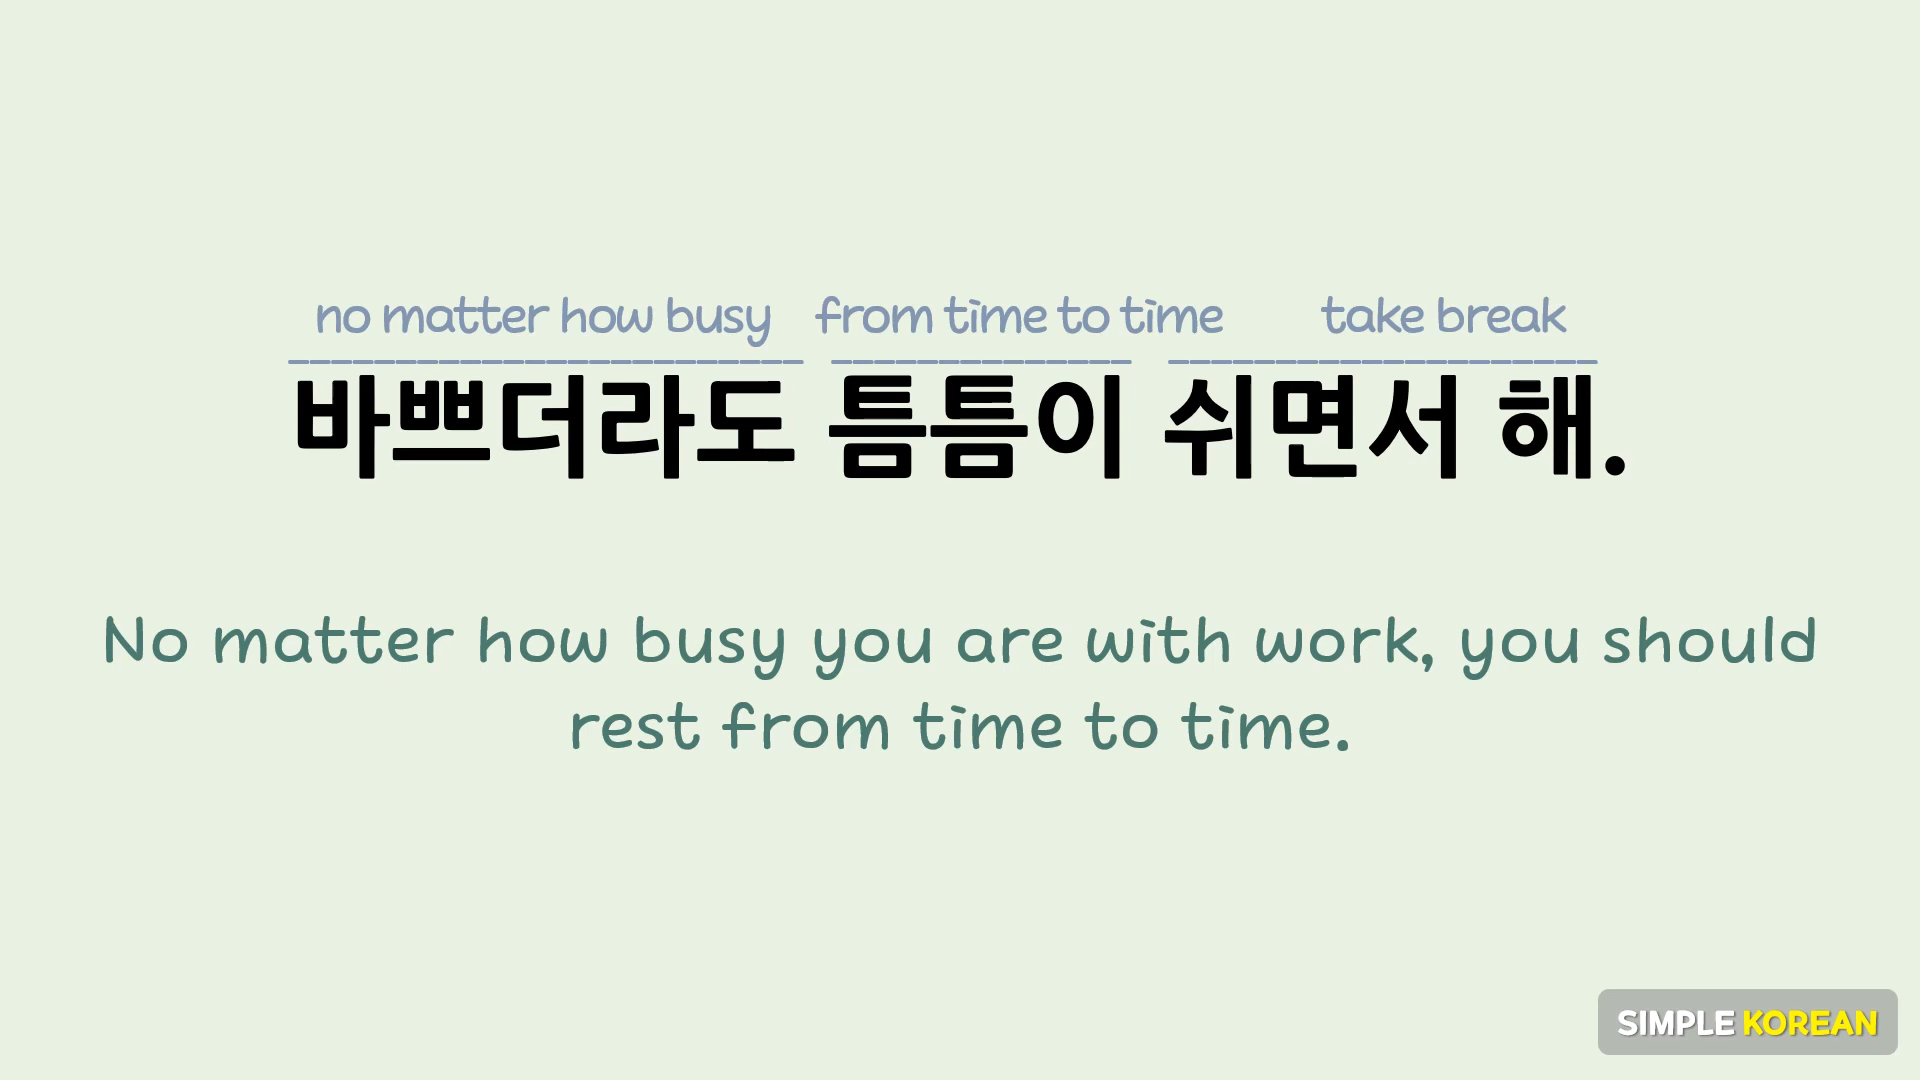 no matter how busy from time to time take break
바쁘더라도 틈틈이 쉬면서 해.
No matter how busy you are with work, you should
rest from time to time.
SIMPLE KOREAN